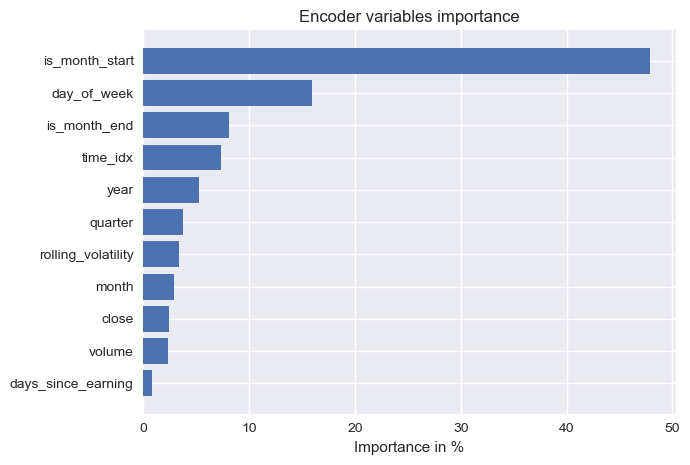 Encoder variables importance
is_month_start
day_of_week
is_month_end
time_idx
year
quarter
rolling_volatility
month
close
volume
days_since_earning
0 10 20 30 40 50
Importance in %